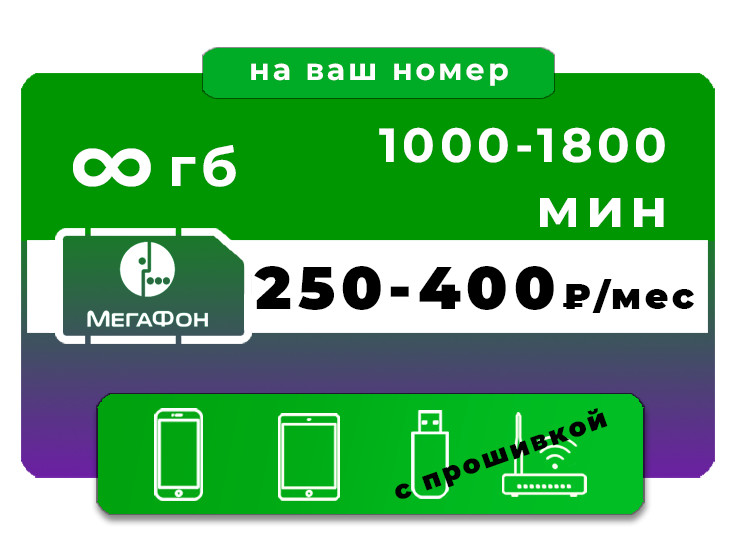 на ваш номер
∞ гб
1000-1800
мин
МегаФон
250-400₽/мес
с прошивкой